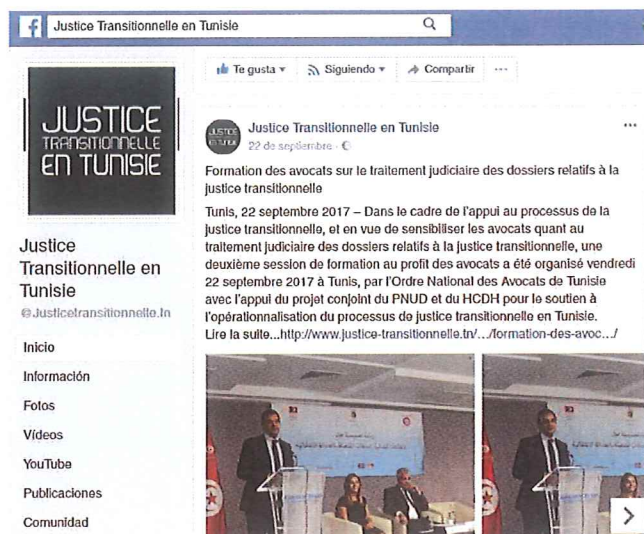 Justice Transitionnelle en Tunisie
Te gusta
Siguiendo
Compartir
JUSTICE
TRANSITIONNELLE
EN TUNISIE
Justice
Transitionnelle en
Tunisie
@Justicetransitionnelle.tn
Inicio
Información
Fotos
Vídeos
YouTube
Publicaciones
Comunidad
Justice Transitionnelle en Tunisie
22 de septiembre
Formation des avocats sur le traitement judiciaire des dossiers relatifs à la
justice transitionnelle
Tunis, 22 septembre 2017 – Dans le cadre de l'appui au processus de la
justice transitionnelle, et en vue de sensibiliser les avocats quant au
traitement judiciaire des dossiers relatifs à la justice transitionnelle, une
deuxième session de formation au profit des avocats a été organisé vendredi
22 septembre 2017 à Tunis, par l'Ordre National des Avocats de Tunisie
avec l'appui du projet conjoint du PNUD et du HCDH pour le soutien à
l'opérationnalisation du processus de justice transitionnelle en Tunisie.
Lire la suite...http://www.justice-transitionnelle.tn/.../formation-des-avoc.../